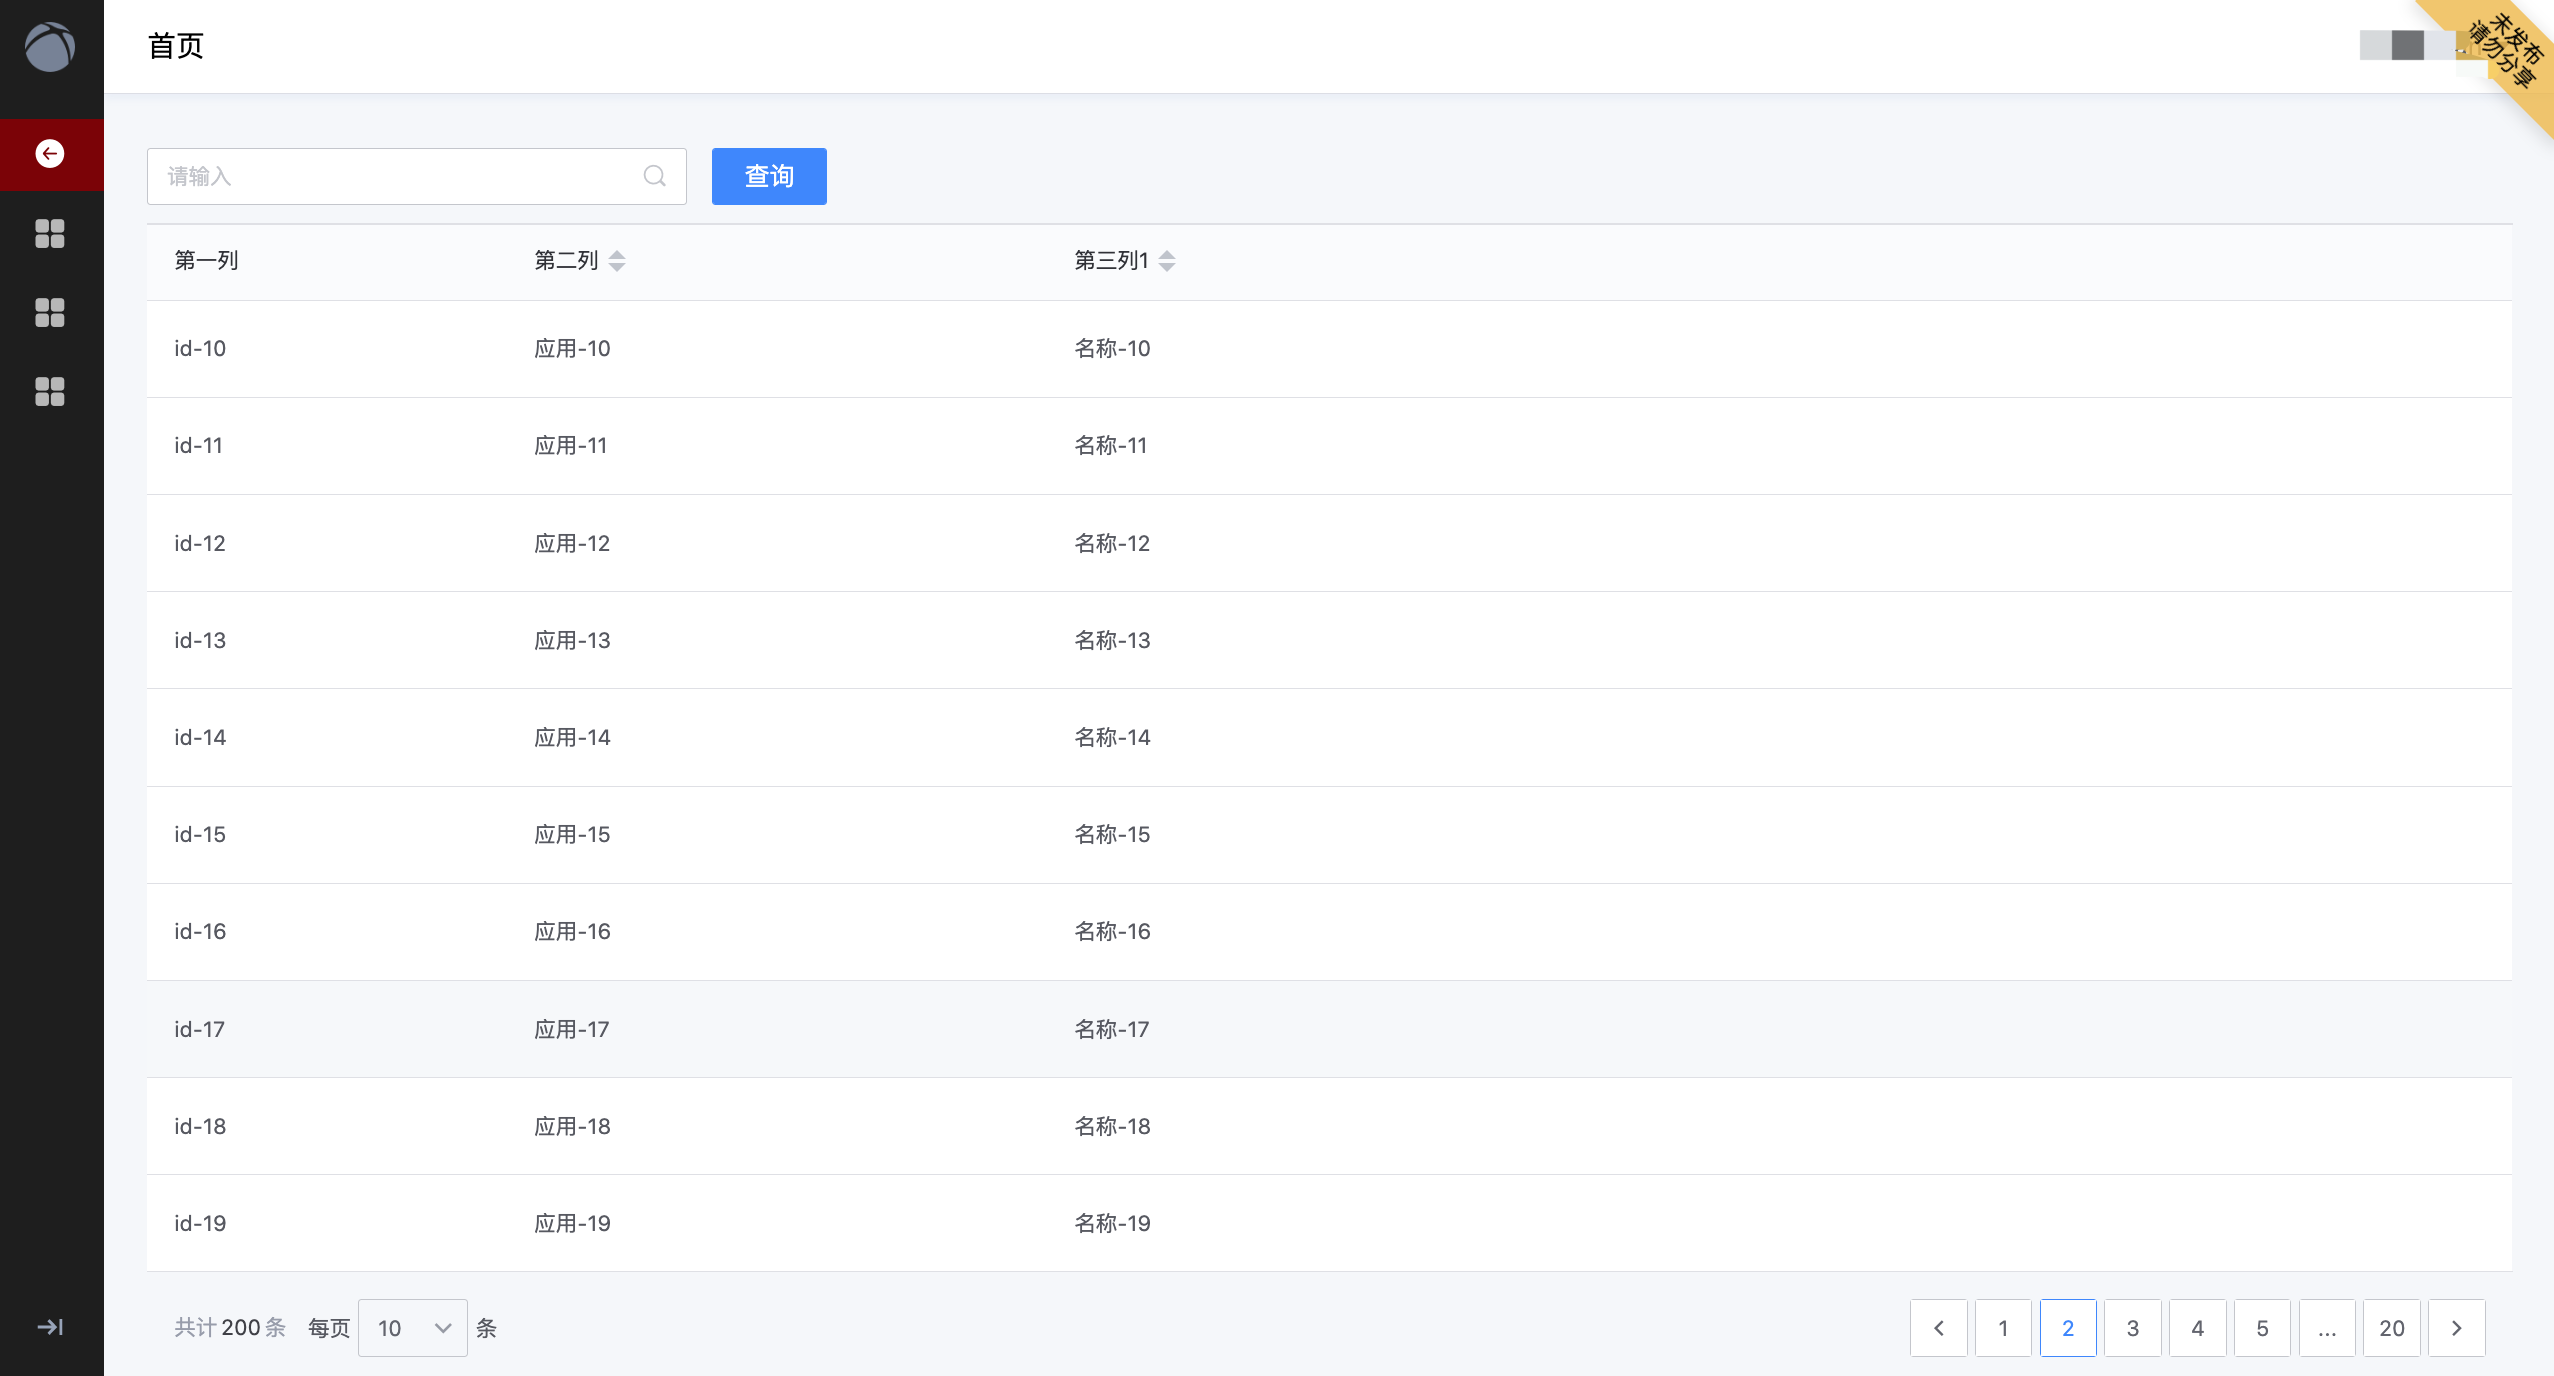 首页
未发布
请勿分享
请输入
查询
第一列 第二列 第三列1
id-10 应用-10 名称-10
id-11 应用-11 名称-11
id-12 应用-12 名称-12
id-13 应用-13 名称-13
id-14 应用-14 名称-14
id-15 应用-15 名称-15
id-16 应用-16 名称-16
id-17 应用-17 名称-17
id-18 应用-18 名称-18
id-19 应用-19 名称-19
共计 200 条 每页 10 条 1 2 3 4 5 ... 20